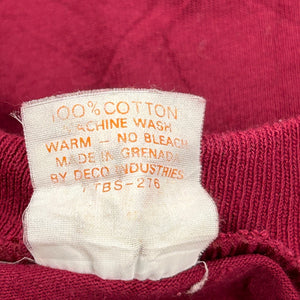 100% COTTON
MACHINE WASH
WARM — NO BLEACH
MADE IN GRENADA
BY DECO INDUSTRIES
TBS-276